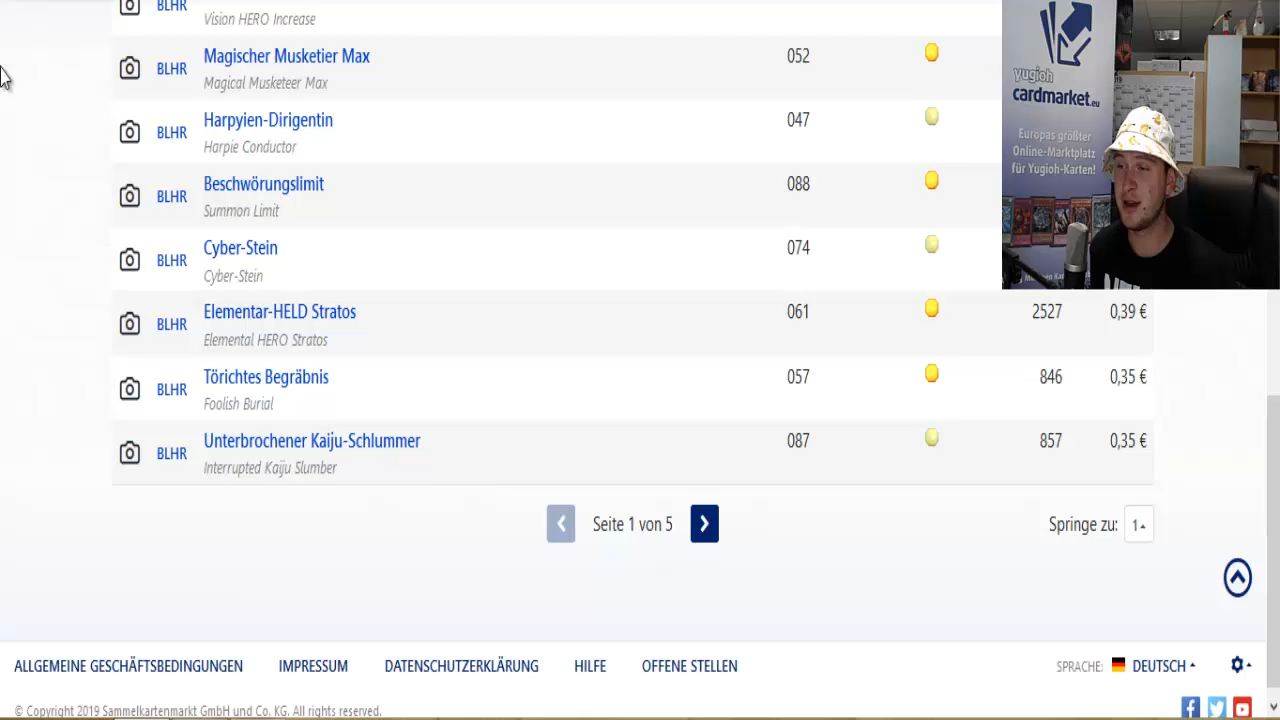 BLHR
Vision HERO Increase
BLHR Magischer Musketier Max 052
Magical Musketeer Max
BLHR Harpyien-Dirigentin 047
Harpie Conductor
BLHR Beschwörungslimit 088
Summon Limit
BLHR Cyber-Stein 074
Cyber-Stein
BLHR Elementar-HELD Stratos 061 2527 0,39 €
Elemental HERO Stratos
BLHR Törichtes Begräbnis 057 846 0,35 €
Foolish Burial
BLHR Unterbrochener Kaiju-Schlummer 087 857 0,35 €
Interrupted Kaiju Slumber
Seite 1 von 5
Springe zu: 1
ALLGEMEINE GESCHÄFTSBEDINGUNGEN IMPRESSUM DATENSCHUTZERKLÄRUNG HILFE OFFENE STELLEN
SPRACHE: DEUTSCH
© Copyright 2019 Sammelkartenmarkt GmbH und Co. KG. All rights reserved.
yugioh
cardmarket.eu
Europas größter
Online-Marktplatz
für Yugioh-Karten!